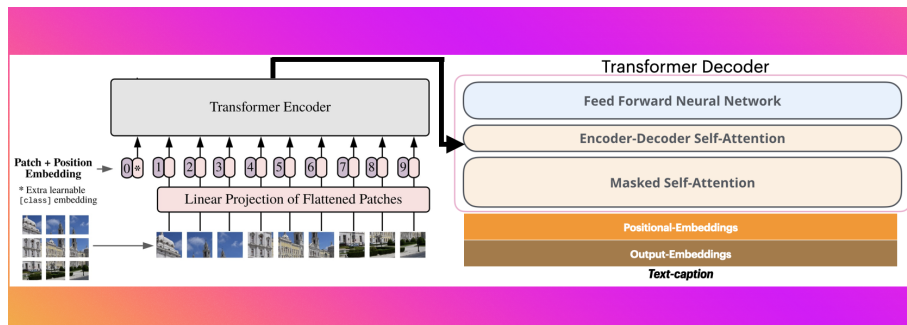 Transformer Decoder
Transformer Encoder
Feed Forward Neural Network
Encoder-Decoder Self-Attention
Masked Self-Attention
Patch + Position
Embedding
* Extra learnable
[class] embedding
0 * 1 2 3 4 5 6 7 8 9
Linear Projection of Flattened Patches
Positional-Embeddings
Output-Embeddings
Text-caption